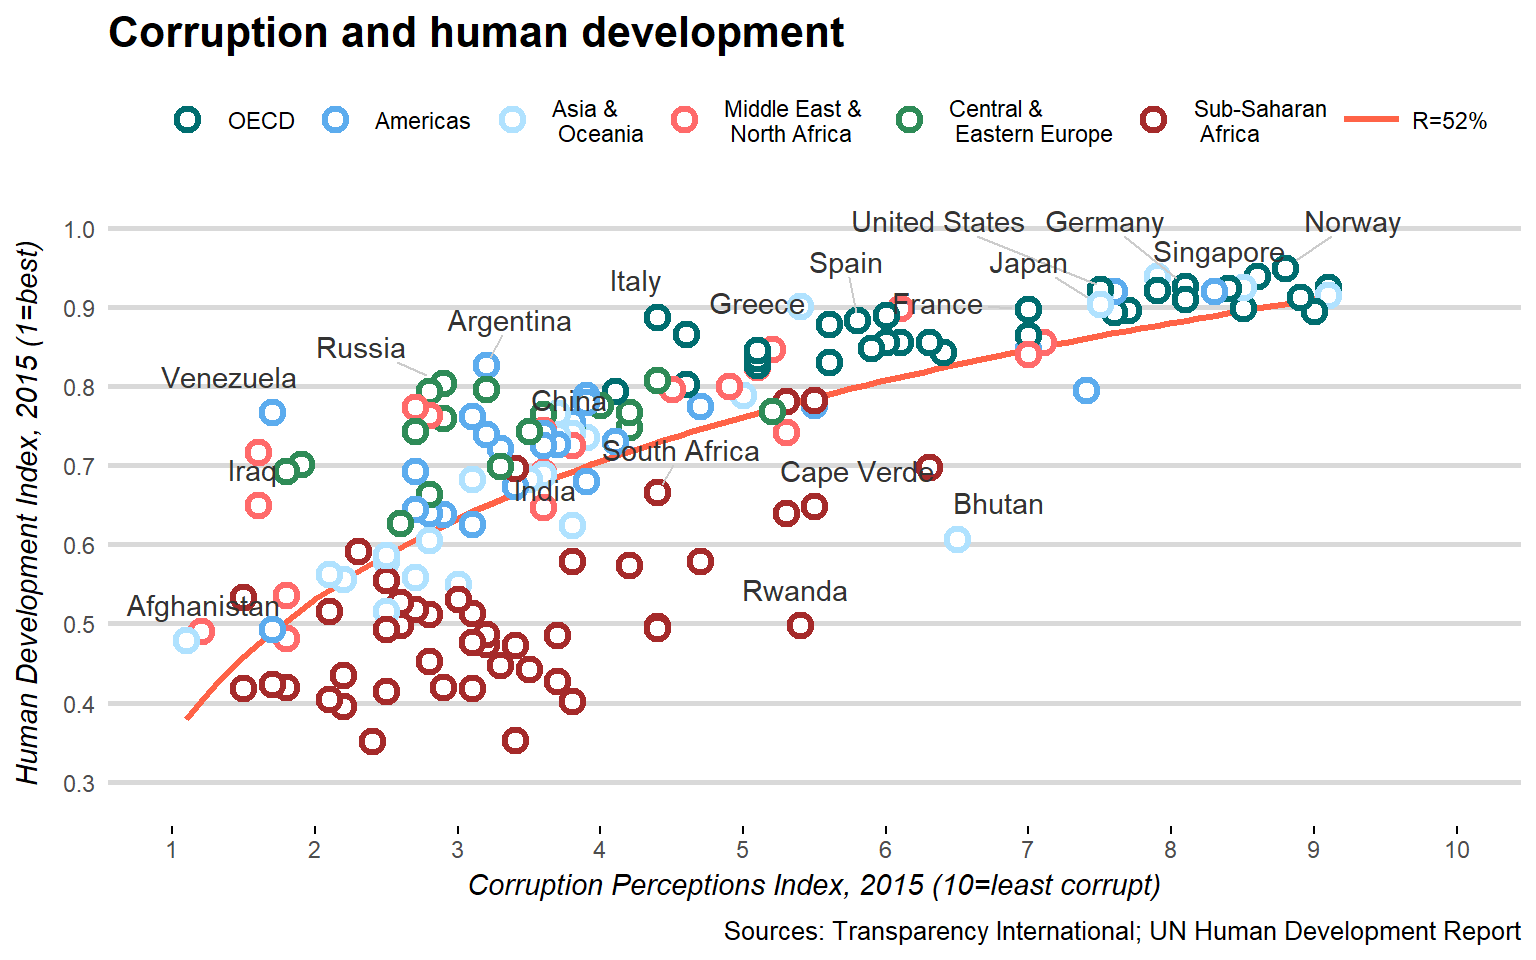 Corruption and human development
OECD
Americas
Asia &
Oceania
Middle East &
North Africa
Central &
Eastern Europe
Sub-Saharan
Africa
R=52%
Human Development Index, 2015 (1=best)
1.0
0.9
0.8
0.7
0.6
0.5
0.4
0.3
United States
Germany
Norway
Singapore
Spain
Japan
Italy
Greece
France
Argentina
Russia
Venezuela
China
South Africa
Iraq
Cape Verde
India
Bhutan
Rwanda
Afghanistan
1
2
3
4
5
6
7
8
9
10
Corruption Perceptions Index, 2015 (10=least corrupt)
Sources: Transparency International; UN Human Development Report